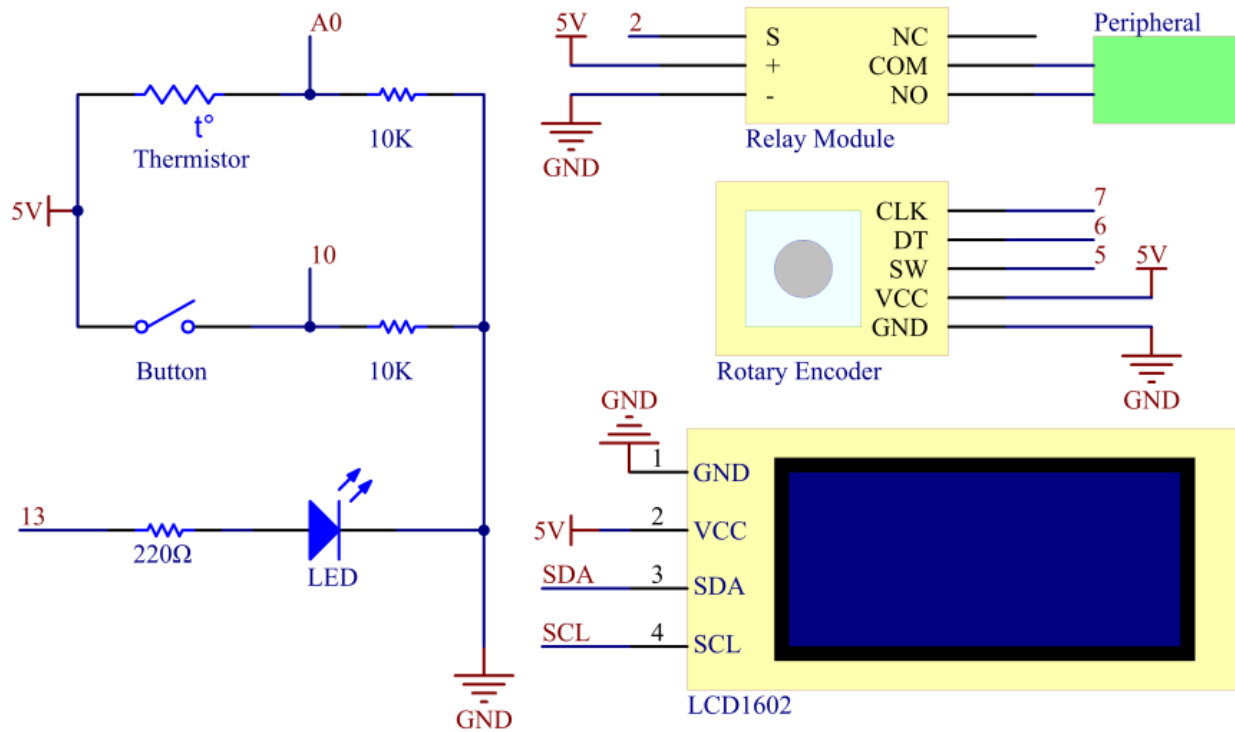 A0
t°
Thermistor
10K
5V
10
Button
10K
13
220Ω
LED
GND
5V
2
S
+
-
NC
COM
NO
GND
Relay Module
Peripheral
CLK
DT
SW
VCC
GND
7
6
5
5V
GND
Rotary Encoder
GND
1
GND
5V
2
VCC
SDA
3
SDA
SCL
4
SCL
LCD1602